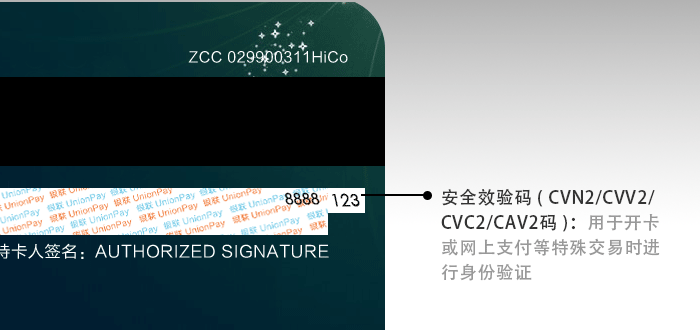 ZCC 029900311HiCo
银联 UnionPay 银联 UnionPay 银联 UnionPay 银联 UnionPay
8888 123
持卡人签名：AUTHORIZED SIGNATURE
安全效验码 ( CVN2/CVV2/
CVC2/CAV2码 )：用于开卡
或网上支付等特殊交易时进
行身份验证